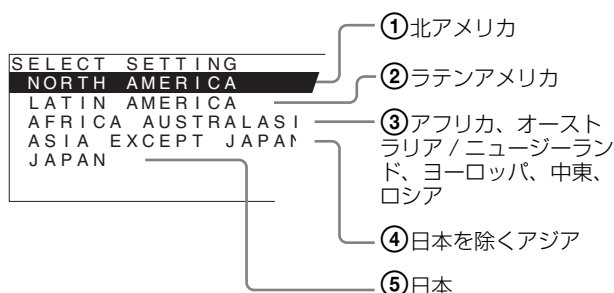 SELECT SETTING
NORTH AMERICA
LATIN AMERICA
AFRICA AUSTRALASI
ASIA EXCEPT JAPAN
JAPAN
①北アメリカ
②ラテンアメリカ
③アフリカ、オースト
ラリア / ニュージーラン
ド、ヨーロッパ、中東、
ロシア
④日本を除くアジア
⑤日本